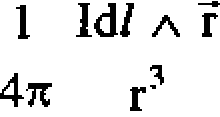 1 Idl ∧ r⃗
4π r³